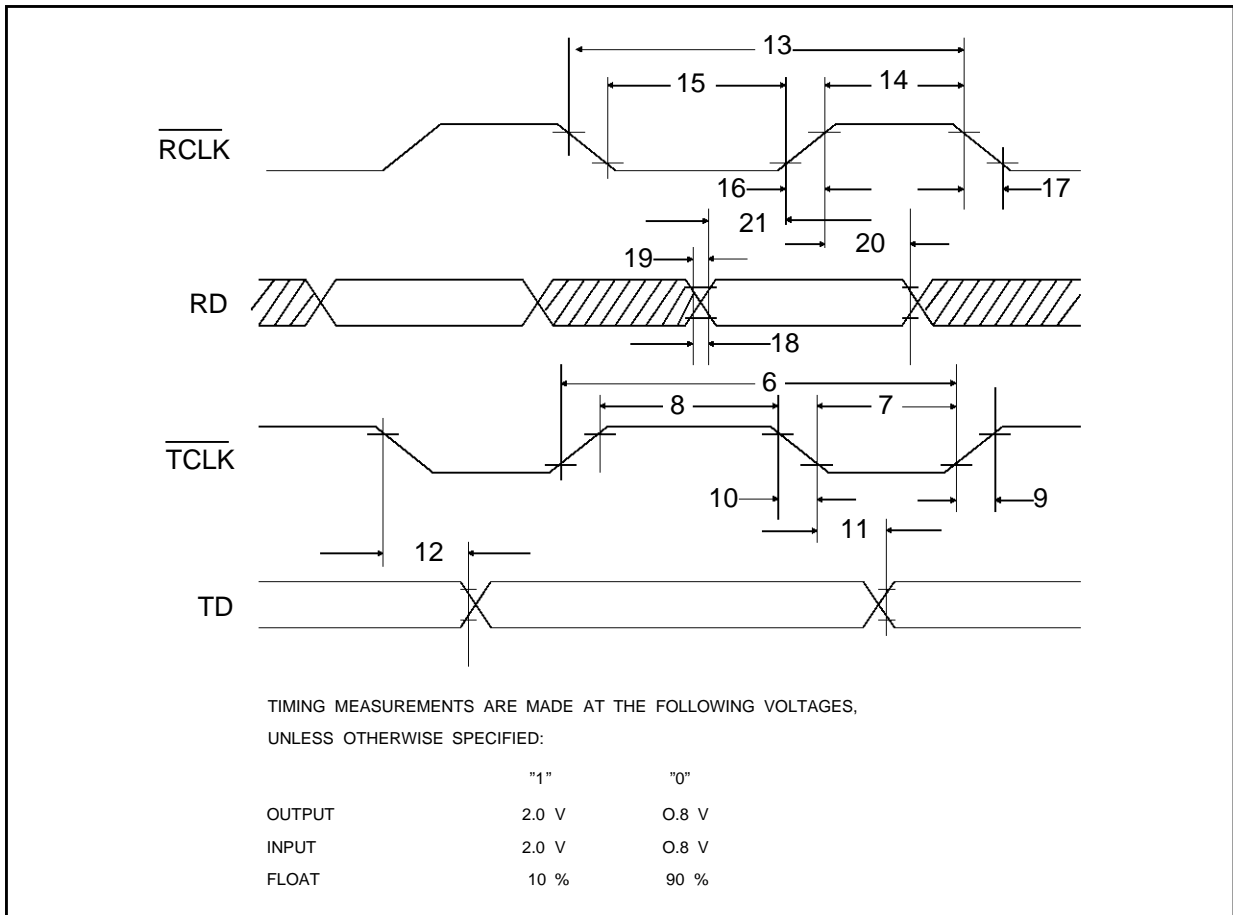 13
15
14
RCLK
16
17
21
20
19
RD
18
6
8
7
TCLK
10
9
11
12
TD
TIMING MEASUREMENTS ARE MADE AT THE FOLLOWING VOLTAGES,
UNLESS OTHERWISE SPECIFIED:
"1" "0"
OUTPUT 2.0 V O.8 V
INPUT 2.0 V O.8 V
FLOAT 10 % 90 %